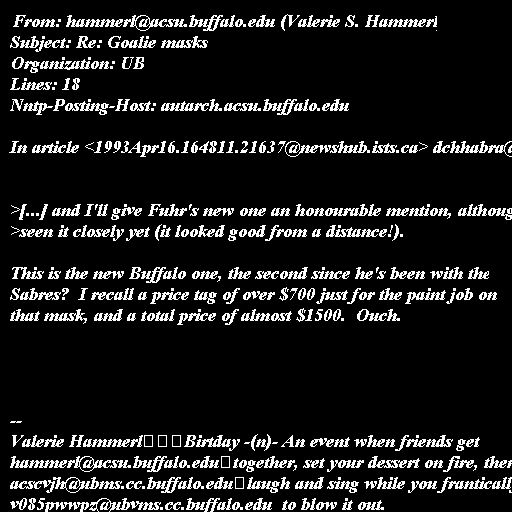 From: hammerl@acsu.buffalo.edu (Valerie S. Hammerl
Subject: Re: Goalie masks
Organization: UB
Lines: 18
Nntp-Posting-Host: autarch.acsu.buffalo.edu
In article <1993Apr16.164811.21637@newshub.ists.ca> dchhabra@
>[...] and I'll give Fuhr's new one an honourable mention, althoug
>seen it closely yet (it looked good from a distance!).
This is the new Buffalo one, the second since he's been with the
Sabres?  I recall a price tag of over $700 just for the paint job on
that mask, and a total price of almost $1500.  Ouch.
--
Valerie Hammerl□□□Birtday -(n)- An event when friends get
hammerl@acsu.buffalo.edu□together, set your dessert on fire, then
acscvjh@ubms.cc.buffalo.edu□laugh and sing while you frantically
v085pwwpz@ubvms.cc.buffalo.edu  to blow it out.